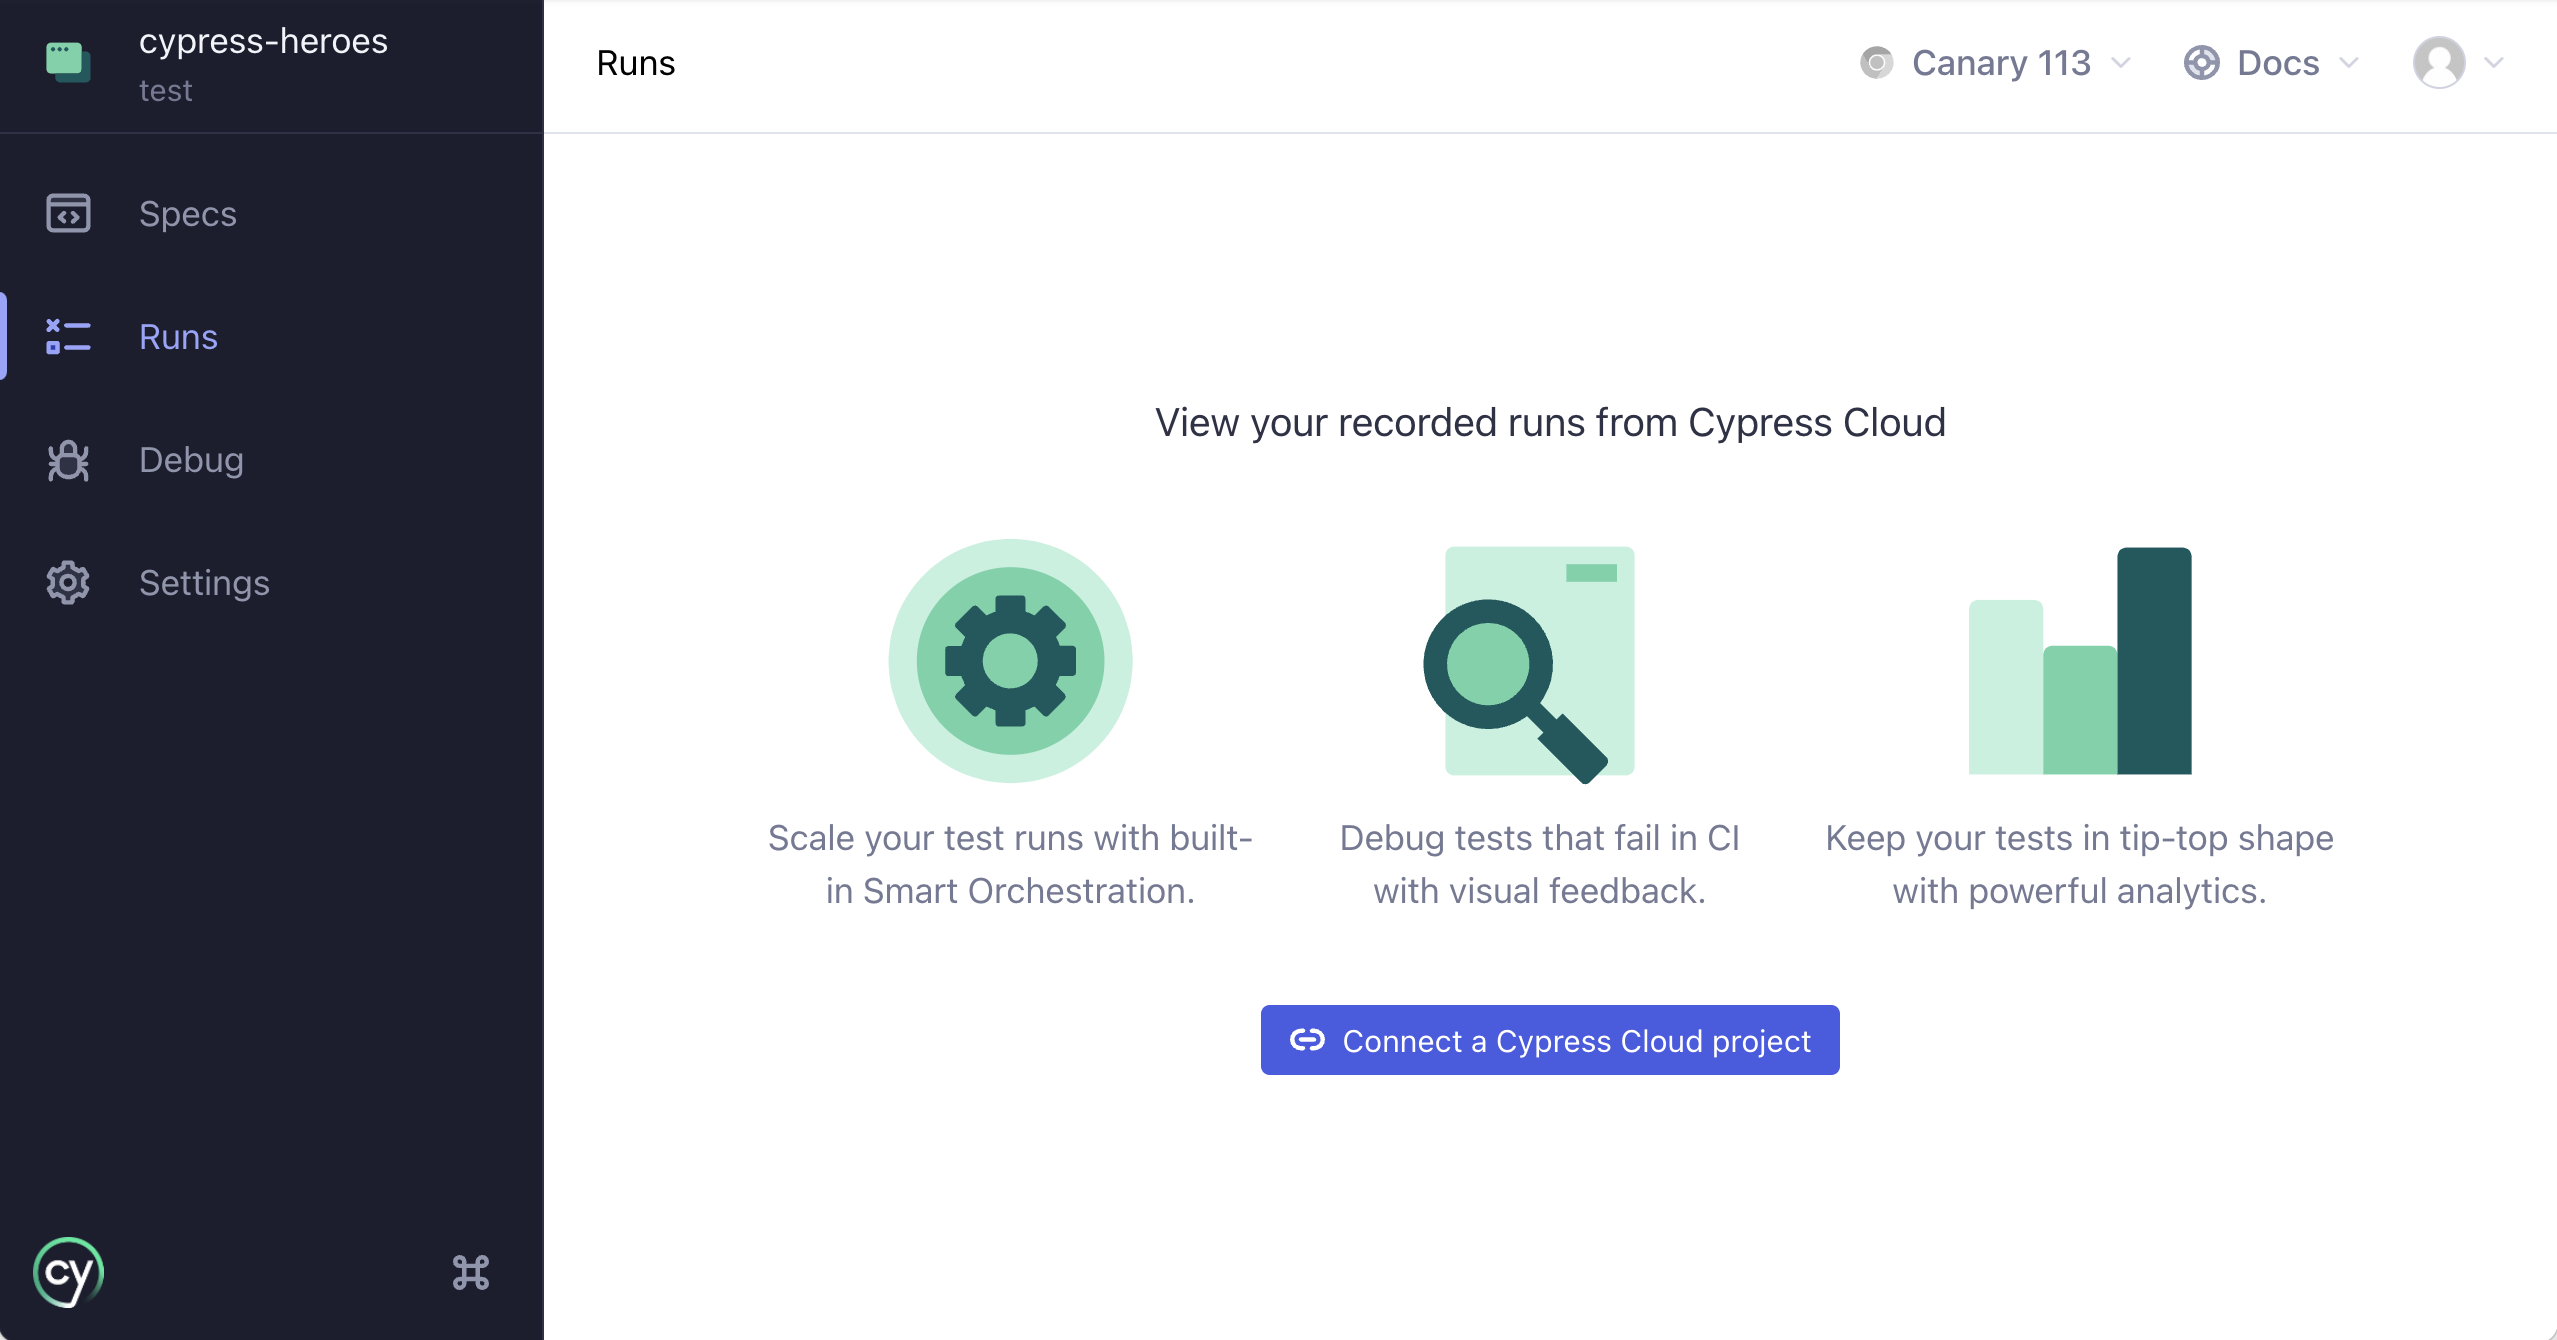 cypress-heroes
test
Specs
Runs
Debug
Settings
cy
Runs
Canary 113
Docs
View your recorded runs from Cypress Cloud
Scale your test runs with built-
in Smart Orchestration.
Debug tests that fail in CI
with visual feedback.
Keep your tests in tip-top shape
with powerful analytics.
Connect a Cypress Cloud project